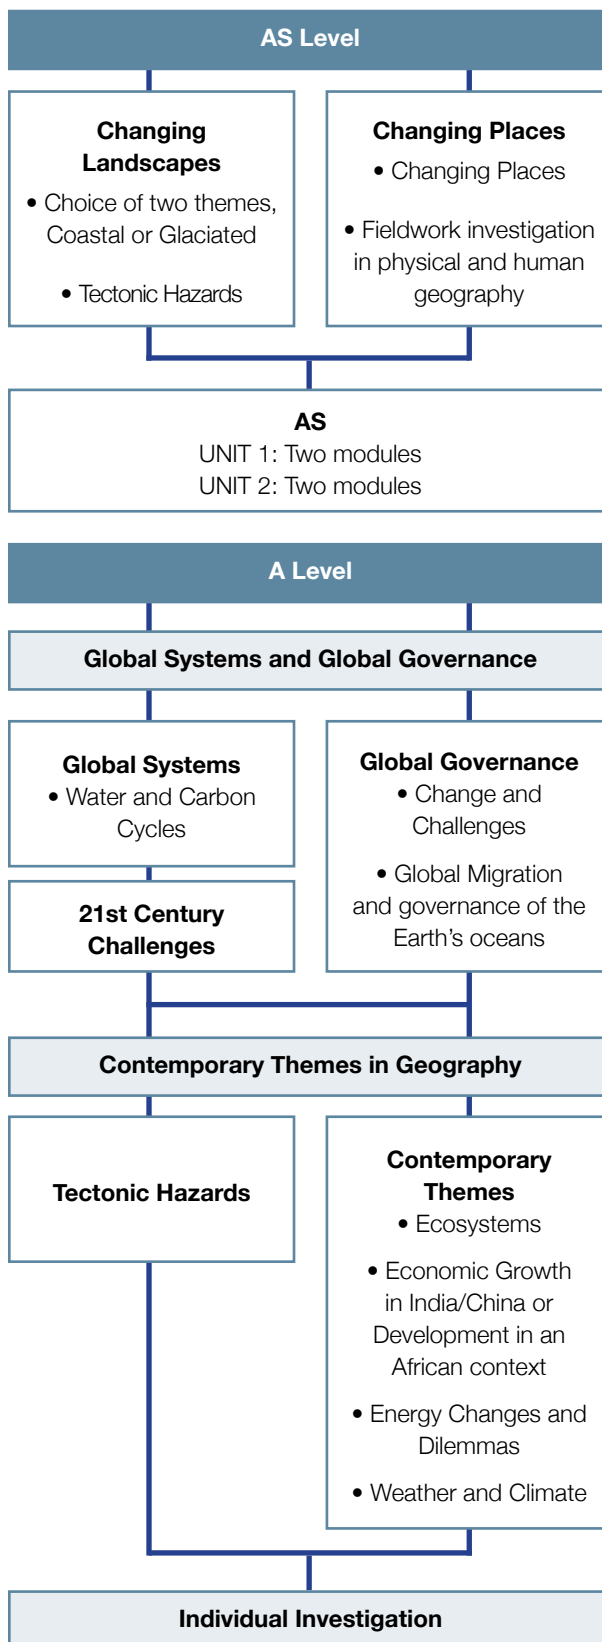 AS Level
Changing
Landscapes
• Choice of two themes,
Coastal or Glaciated
• Tectonic Hazards
Changing Places
• Changing Places
• Fieldwork investigation
in physical and human
geography
AS
UNIT 1: Two modules
UNIT 2: Two modules
A Level
Global Systems and Global Governance
Global Systems
• Water and Carbon
Cycles
21st Century
Challenges
Global Governance
• Change and
Challenges
• Global Migration
and governance of the
Earth’s oceans
Contemporary Themes in Geography
Tectonic Hazards
Contemporary
Themes
• Ecosystems
• Economic Growth
in India/China or
Development in an
African context
• Energy Changes and
Dilemmas
• Weather and Climate
Individual Investigation